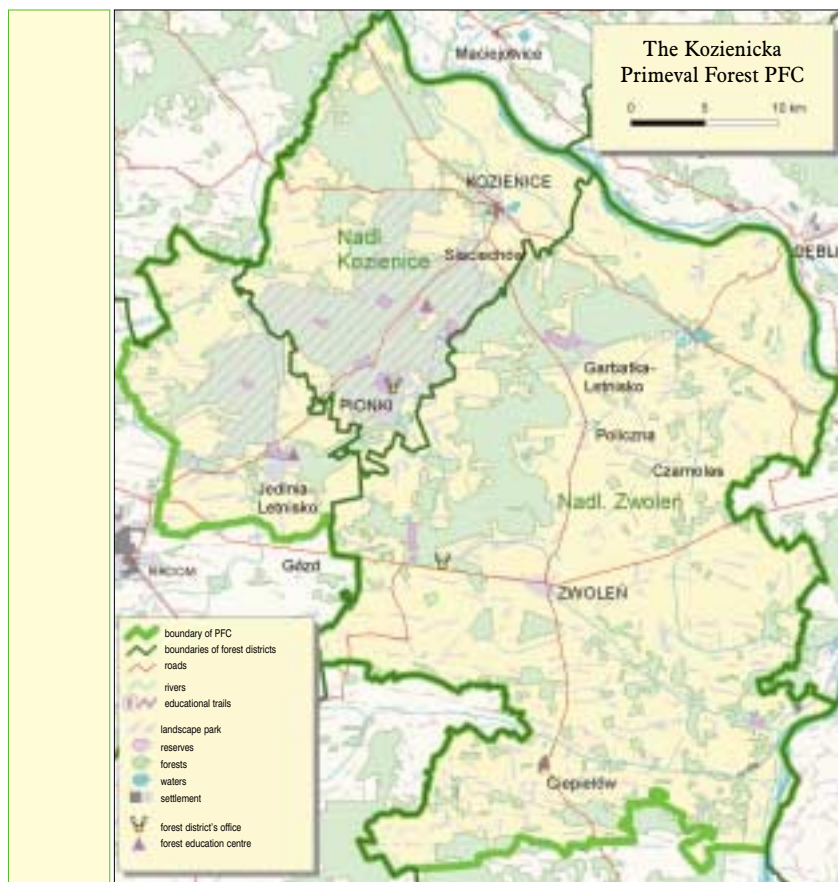 The Kozienicka
Primeval Forest PFC
0 5 10 km
Maciejowice
KOZIENICE
Nadl.
Kozienice
Sieciechów
DĘBLI
Garbatka-
Letnisko
PIONKI
Policzna
Czarnolas
Jedlnia-
Letnisko
Nadl. Zwoleń
Gózd
RADOM
ZWOLEŃ
Ciepielów
boundary of PFC
boundaries of forest districts
roads
rivers
educational trails
landscape park
reserves
forests
waters
settlement
forest district's office
forest education centre